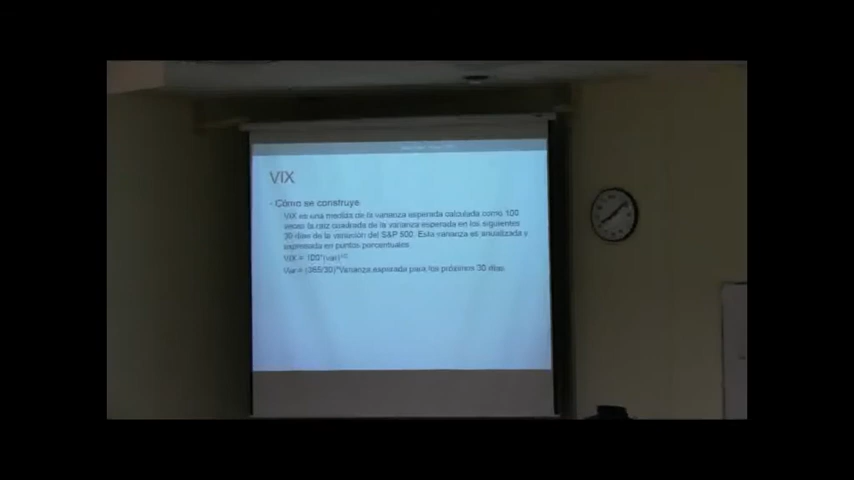 VIX
- Cómo se construye
VIX es una medida de la varianza esperada calculada como 100
veces la raíz cuadrada de la varianza esperada en los siguientes
30 días de la variación del S&P 500. Esta varianza es anualizada y
expresada en puntos porcentuales.
VIX = 100*(var)^1/2
Var = (365/30)*Varianza esperada para los próximos 30 días